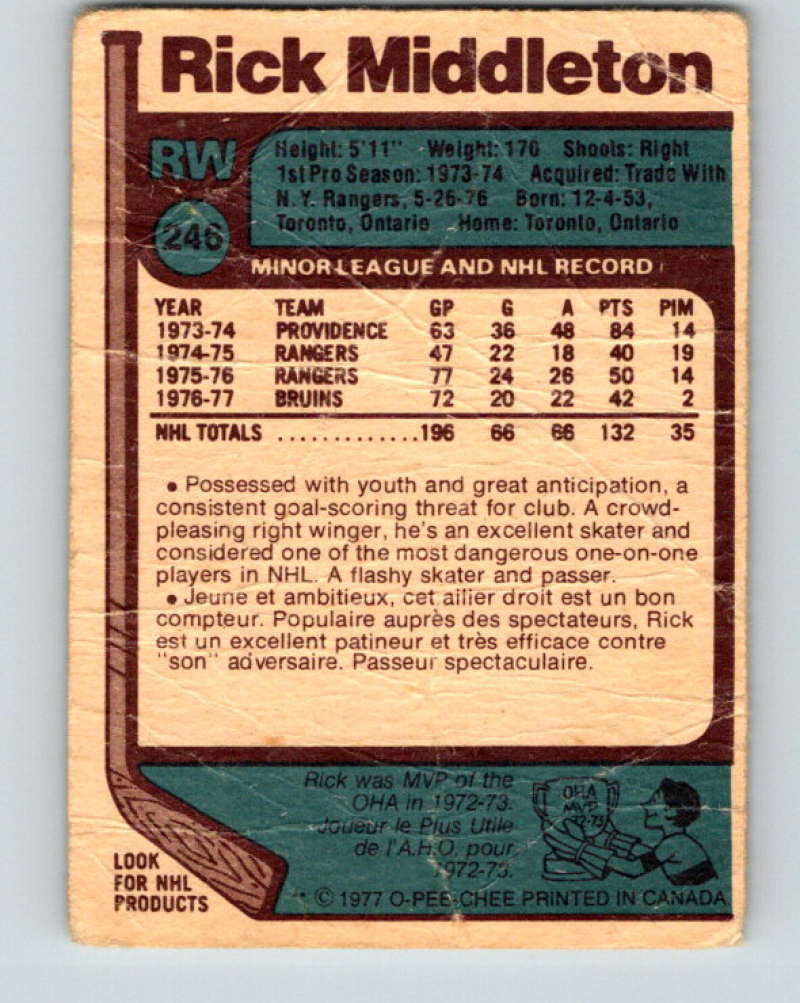 Rick Middleton
RW
246
Height: 5'11" Weight: 170 Shoots: Right
1st Pro Season: 1973-74 Acquired: Trade With
N.Y. Rangers, 5-26-76 Born: 12-4-53,
Toronto, Ontario Home: Toronto, Ontario
MINOR LEAGUE AND NHL RECORD
YEAR TEAM GP G A PTS PIM
1973-74 PROVIDENCE 63 36 48 84 14
1974-75 RANGERS 47 22 18 40 19
1975-76 RANGERS 77 24 26 50 14
1976-77 BRUINS 72 20 22 42 2
NHL TOTALS ..............196 66 66 132 35
• Possessed with youth and great anticipation, a
consistent goal-scoring threat for club. A crowd-
pleasing right winger, he's an excellent skater and
considered one of the most dangerous one-on-one
players in NHL. A flashy skater and passer.
• Jeune et ambitieux, cet ailier droit est un bon
compteur. Populaire auprès des spectateurs, Rick
est un excellent patineur et très efficace contre
"son" adversaire. Passeur spectaculaire.
Rick was MVP of the
OHA in 1972-73.
Joueur le Plus Utile
de l'A.H.O. pour
1972-73.
OHA
MVP
72-73
LOOK
FOR NHL
PRODUCTS
** © 1977 O-PEE-CHEE PRINTED IN CANADA